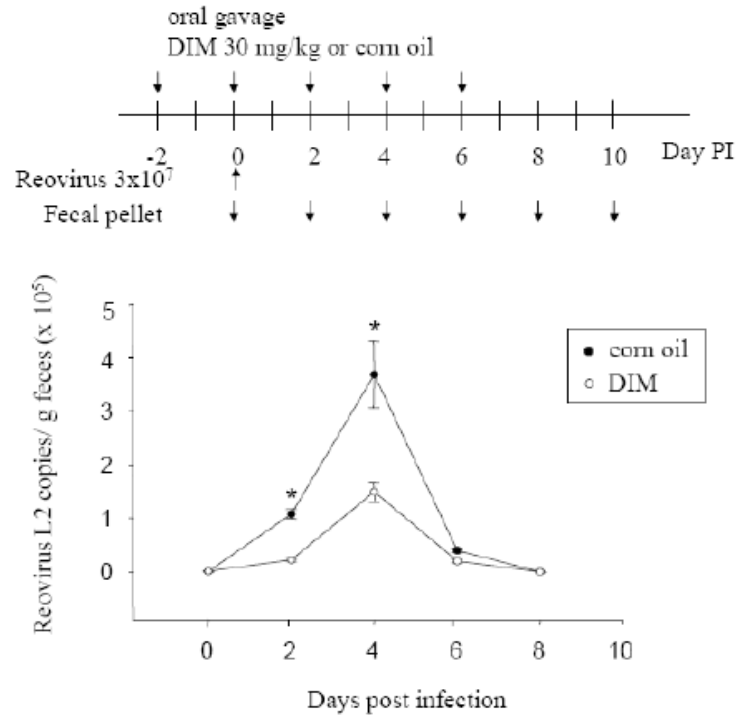 oral gavage
DIM 30 mg/kg or corn oil
-2 0 2 4 6 8 10 Day PI
Reovirus 3x10⁷
Fecal pellet
5
4
3
2
1
0
Reovirus L2 copies/ g feces (x 10⁵)
*
*
corn oil
DIM
0 2 4 6 8 10
Days post infection